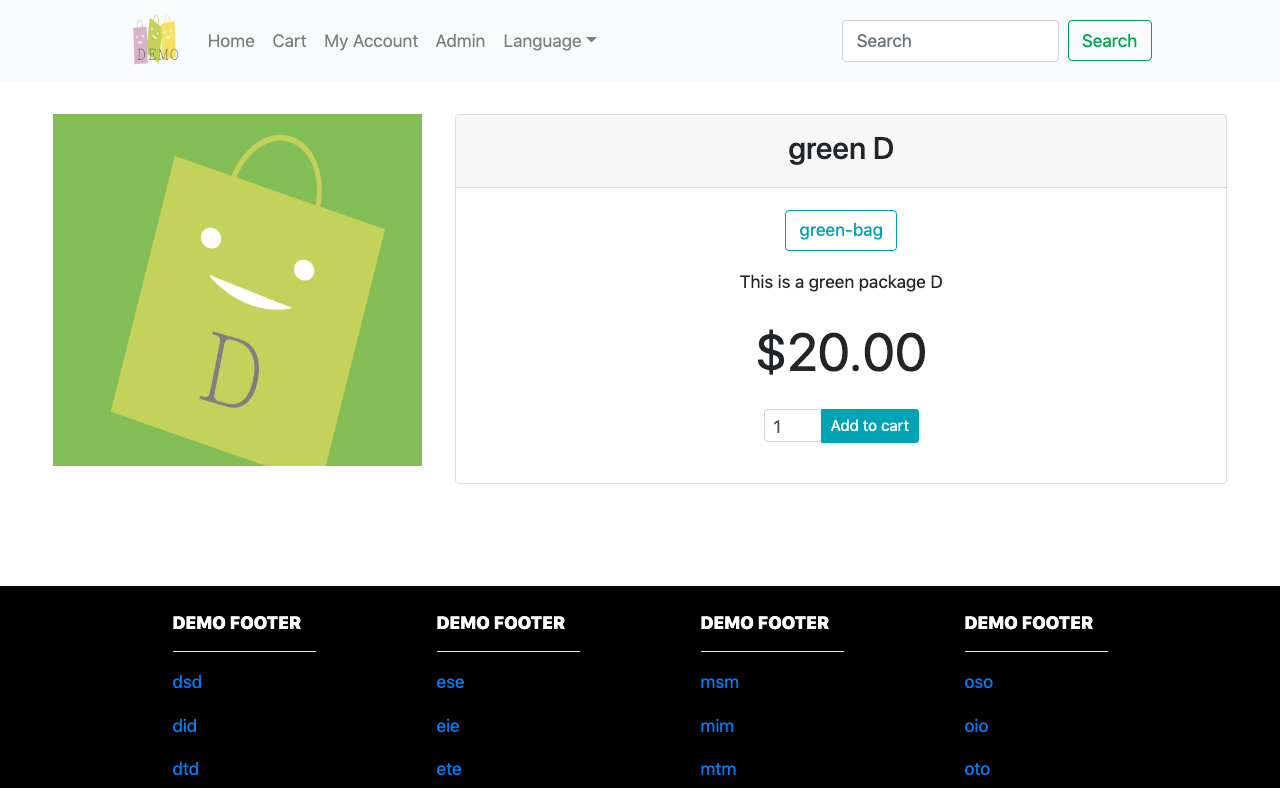 DEMO
Home Cart My Account Admin Language
Search
Search
D
green D
green-bag
This is a green package D
$20.00
1
Add to cart
DEMO FOOTER
dsd
did
dtd
DEMO FOOTER
ese
eie
ete
DEMO FOOTER
msm
mim
mtm
DEMO FOOTER
oso
oio
oto